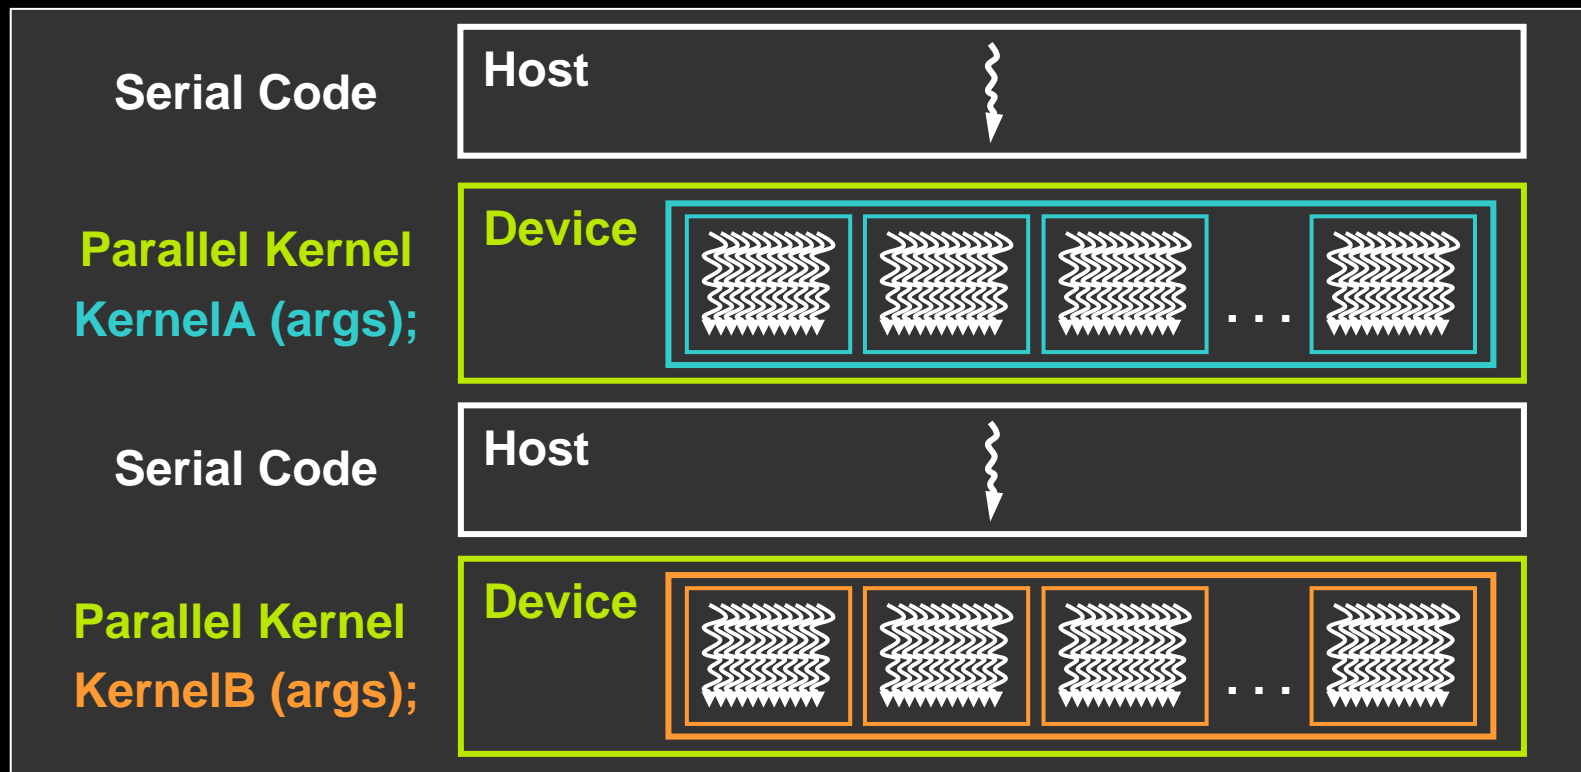 Serial Code
Host
Parallel Kernel
KernelA (args);
Device
. . .
Serial Code
Host
Parallel Kernel
KernelB (args);
Device
. . .